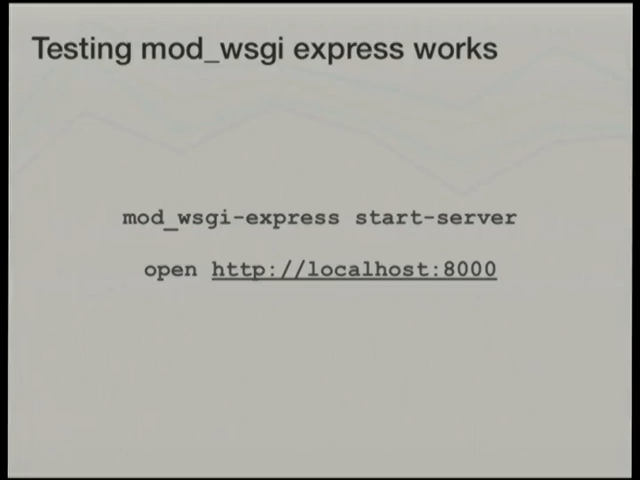 Testing mod_wsgi express works
mod_wsgi-express start-server
open http://localhost:8000